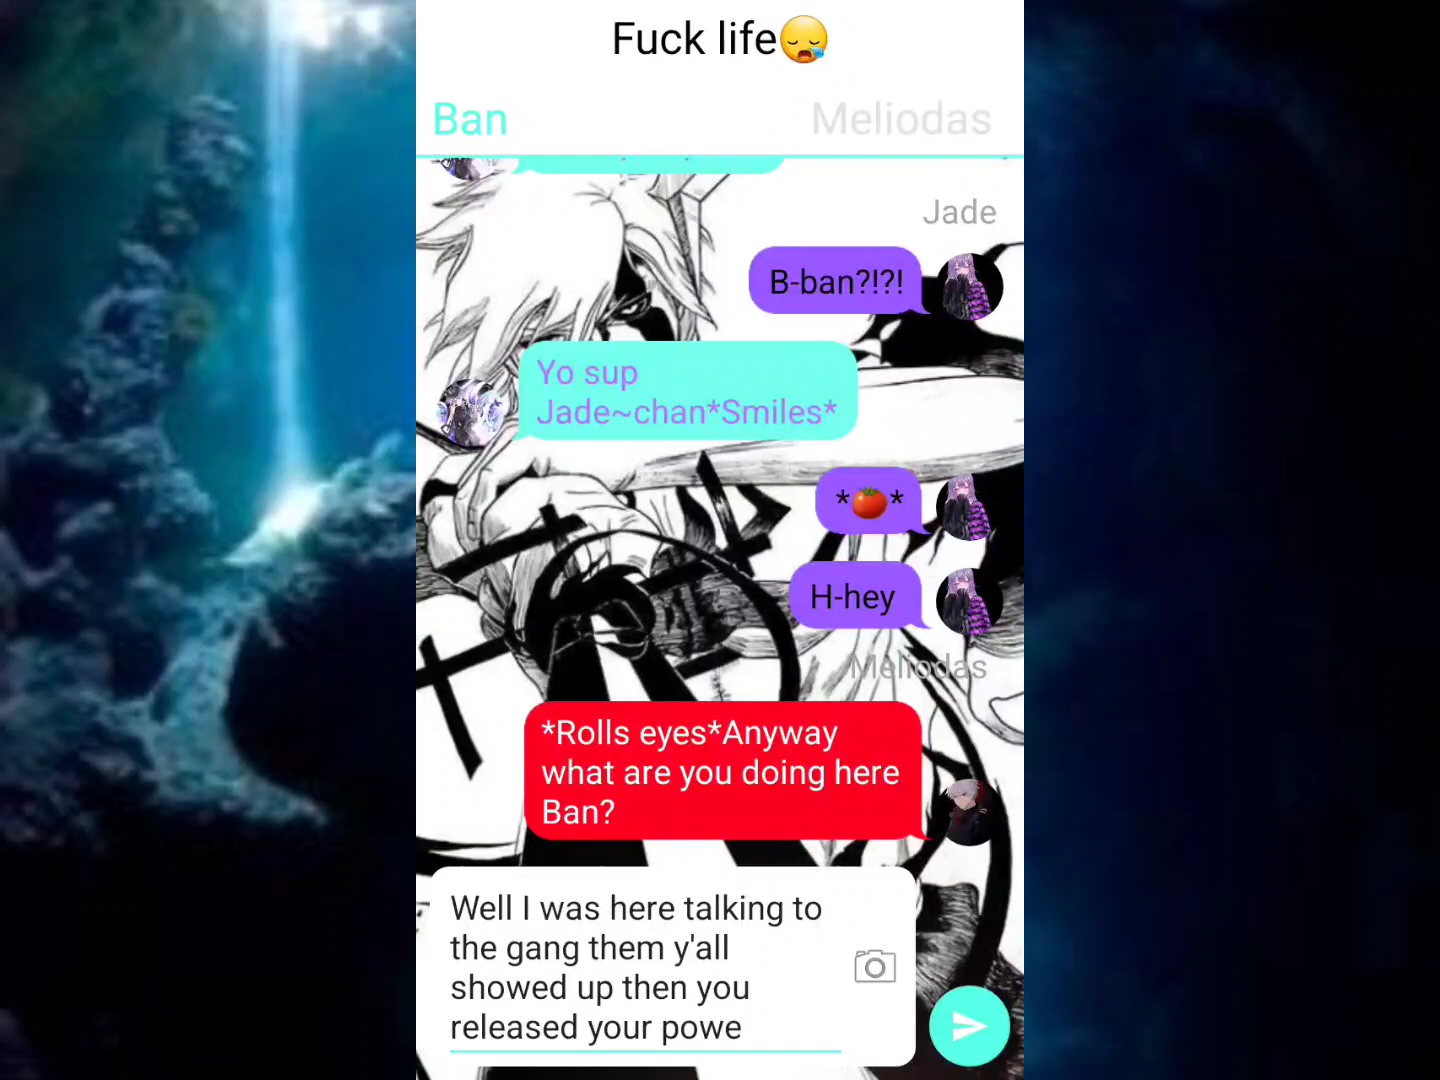 Fuck life😪
Ban
Meliodas
Jade
B-ban?!?!
Yo sup
Jade~chan*Smiles*
*🍅*
H-hey
Meliodas
*Rolls eyes*Anyway
what are you doing here
Ban?
Well I was here talking to
the gang them y'all
showed up then you
released your powe